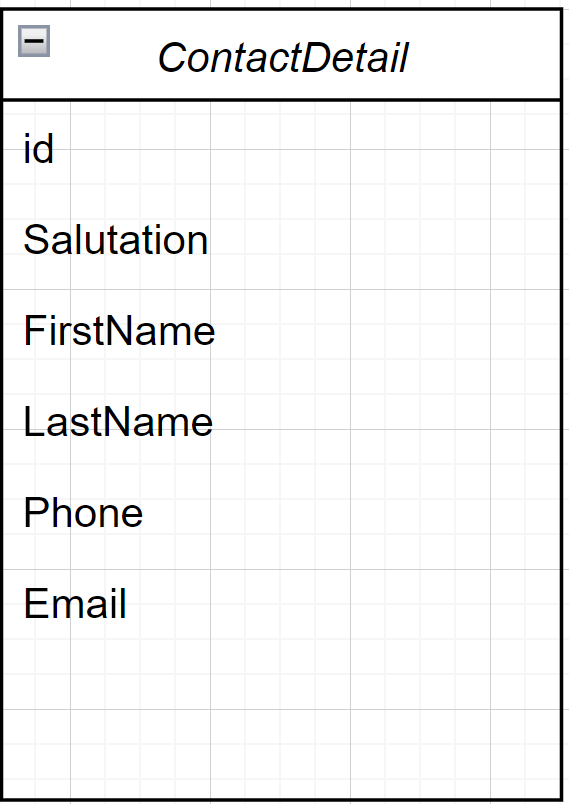 ContactDetail
id
Salutation
FirstName
LastName
Phone
Email